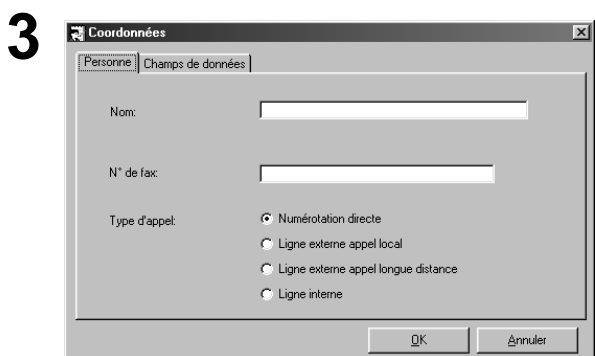 3
Coordonnées
Personne Champs de données
Nom:
N° de fax:
Type d'appel: Numérotation directe
Ligne externe appel local
Ligne externe appel longue distance
Ligne interne
OK Annuler